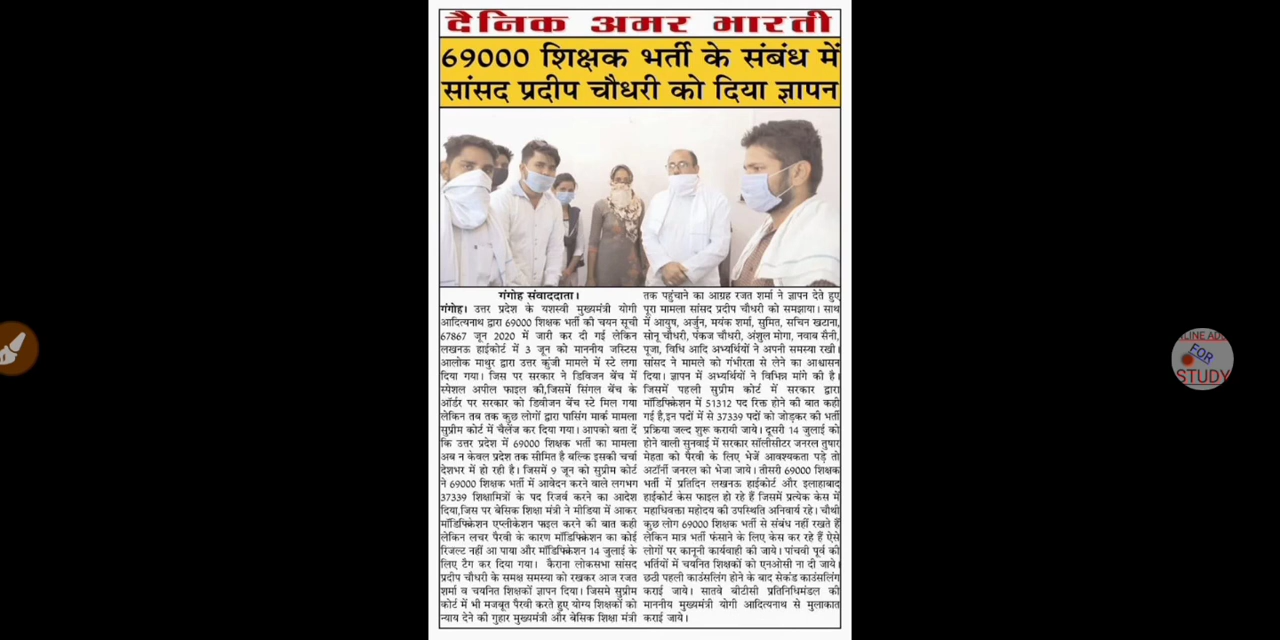 दैनिक अमर भारती
69000 शिक्षक भर्ती के संबंध में
सांसद प्रदीप चौधरी को दिया ज्ञापन
गंगोह संवाददाता।
गंगोह। उत्तर प्रदेश के यशस्वी मुख्यमंत्री योगी
आदित्यनाथ द्वारा 69000 शिक्षक भर्ती की चयन सूची
67867 जून 2020 में जारी कर दी गई लेकिन
लखनऊ हाईकोर्ट में 3 जून को माननीय जस्टिस
आलोक माथुर द्वारा उत्तर कुंजी मामले में स्टे लगा
दिया गया। जिस पर सरकार ने डिविजन बेंच में
स्पेशल अपील फाइल की,जिसमें सिंगल बेंच के
ऑर्डर पर सरकार को डिवीजन बेंच स्टे मिल गया
लेकिन तब तक कुछ लोगों द्वारा पासिंग मार्क मामला
सुप्रीम कोर्ट में चैलेंज कर दिया गया। आपको बता दें
कि उत्तर प्रदेश में 69000 शिक्षक भर्ती का मामला
अब न केवल प्रदेश तक सीमित है बल्कि इसकी चर्चा
देशभर में हो रही है। जिसमें 9 जून को सुप्रीम कोर्ट
ने 69000 शिक्षक भर्ती में आवेदन करने वाले लगभग
37339 शिक्षामित्रों के पद रिजर्व करने का आदेश
दिया,जिस पर बेसिक शिक्षा मंत्री ने मीडिया में आकर
मॉडिफिक्रेशन एप्लीकेशन फाइल करने की बात कही
लेकिन लचर पैरवी के कारण मॉडिफिक्रेशन का कोई
रिजल्ट नहीं आ पाया और मॉडिफिक्रेशन 14 जुलाई के
लिए टैग कर दिया गया। कैराना लोकसभा सांसद
प्रदीप चौधरी के समक्ष समस्या को रखकर आज रजत
शर्मा व चयनित शिक्षकों ज्ञापन दिया। जिसमे सुप्रीम
कोर्ट में भी मजबूत पैरवी करते हुए योग्य शिक्षकों को
न्याय देने की गुहार मुख्यमंत्री और बेसिक शिक्षा मंत्री
तक पहुंचाने का आग्रह रजत शर्मा ने ज्ञापन देते हुए
पूरा मामला सांसद प्रदीप चौधरी को समझाया। साथ
में आयुष, अर्जुन, मयंक शर्मा, सुमित, सचिन खटाना,
सोनू चौधरी, पंकज चौधरी, अंशुल मोगा, नवाब सैनी,
पूजा, विधि आदि अभ्यर्थियों ने अपनी समस्या रखी।
सांसद ने मामले को गंभीरता से लेने का आश्वासन
दिया। ज्ञापन में अभ्यर्थियों ने विभिन्न मांगे की है।
जिसमें पहली सुप्रीम कोर्ट में सरकार द्वारा
मॉडिफिक्रेशन में 51312 पद रिक्त होने की बात कही
गई है,इन पदों में से 37339 पदों को जोड़कर की भर्ती
प्रक्रिया जल्द शुरू करायी जाये। दूसरी 14 जुलाई को
होने वाली सुनवाई में सरकार सॉलीसीटर जनरल तुषार
मेहता को पैरवी के लिए भेजें आवश्यकता पड़े तो
अटॉर्नी जनरल को भेजा जाये। तीसरी 69000 शिक्षक
भर्ती में प्रतिदिन लखनऊ हाईकोर्ट और इलाहाबाद
हाईकोर्ट केस फाइल हो रहे हैं जिसमें प्रत्येक केस में
महाधिवक्ता महोदय की उपस्थिति अनिवार्य रहे। चौथी
कुछ लोग 69000 शिक्षक भर्ती से संबंध नहीं रखते हैं
लेकिन मात्र भर्ती फंसाने के लिए केस कर रहे हैं ऐसे
लोगों पर कानूनी कार्यवाही की जाये। पांचवी पूर्व की
भर्तियों में चयनित शिक्षकों को एनओसी ना दी जाये।
छठी पहली काउंसलिंग होने के बाद सेकंड काउंसलिंग
कराई जाये। सातवे बीटीसी प्रतिनिधिमंडल की
माननीय मुख्यमंत्री योगी आदित्यनाथ से मुलाकात
कराई जाये।
FOR
STUDY